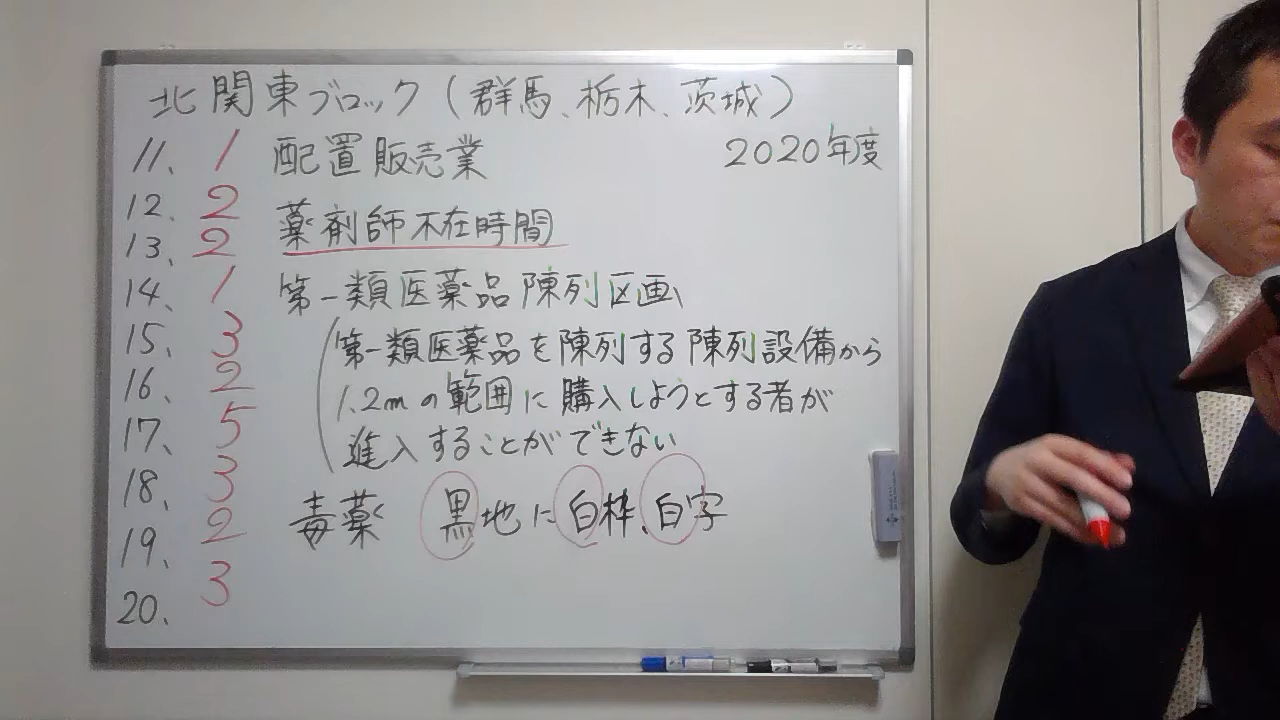 北関東ブロック(群馬、栃木、茨城)
2020年度
11. 1 配置販売業
12. 2 薬剤師不在時間
13. 2
14. 1 第一類医薬品陳列区画
15. 3 第一類医薬品を陳列する陳列設備から
16. 2 1.2mの範囲に購入しようとする者が
17. 5 進入することができない
18. 3 毒薬 黒地に白枠、白字
19. 2
20. 3